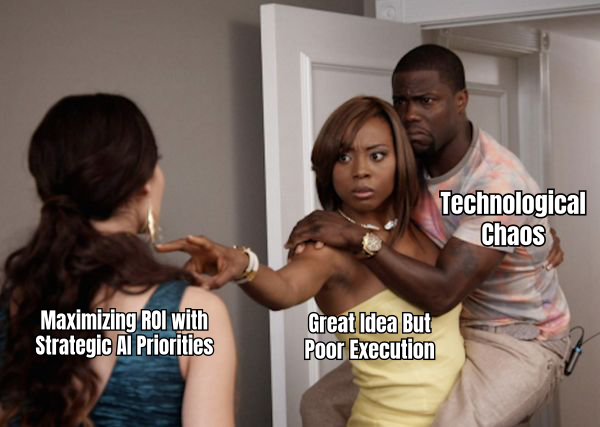 Technological
Chaos
Maximizing ROI with
Strategic AI Priorities
Great Idea But
Poor Execution